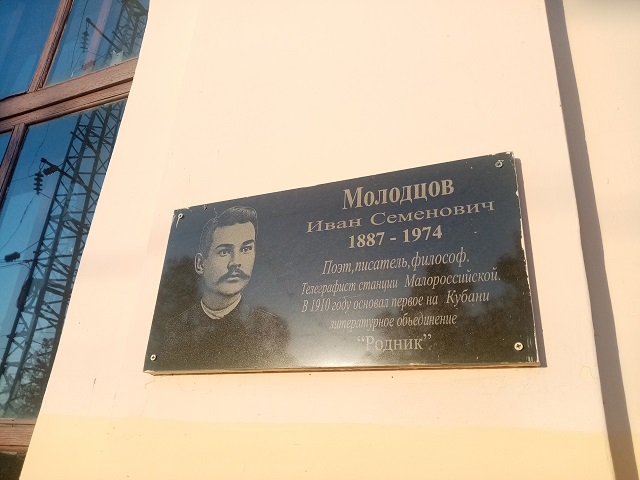 Молодцов
Иван Семенович
1887 - 1974
Поэт,писатель,философ.
Телеграфист станции Малороссийской.
В 1910 году основал первое на Кубани
литературное объединение
“Родник”